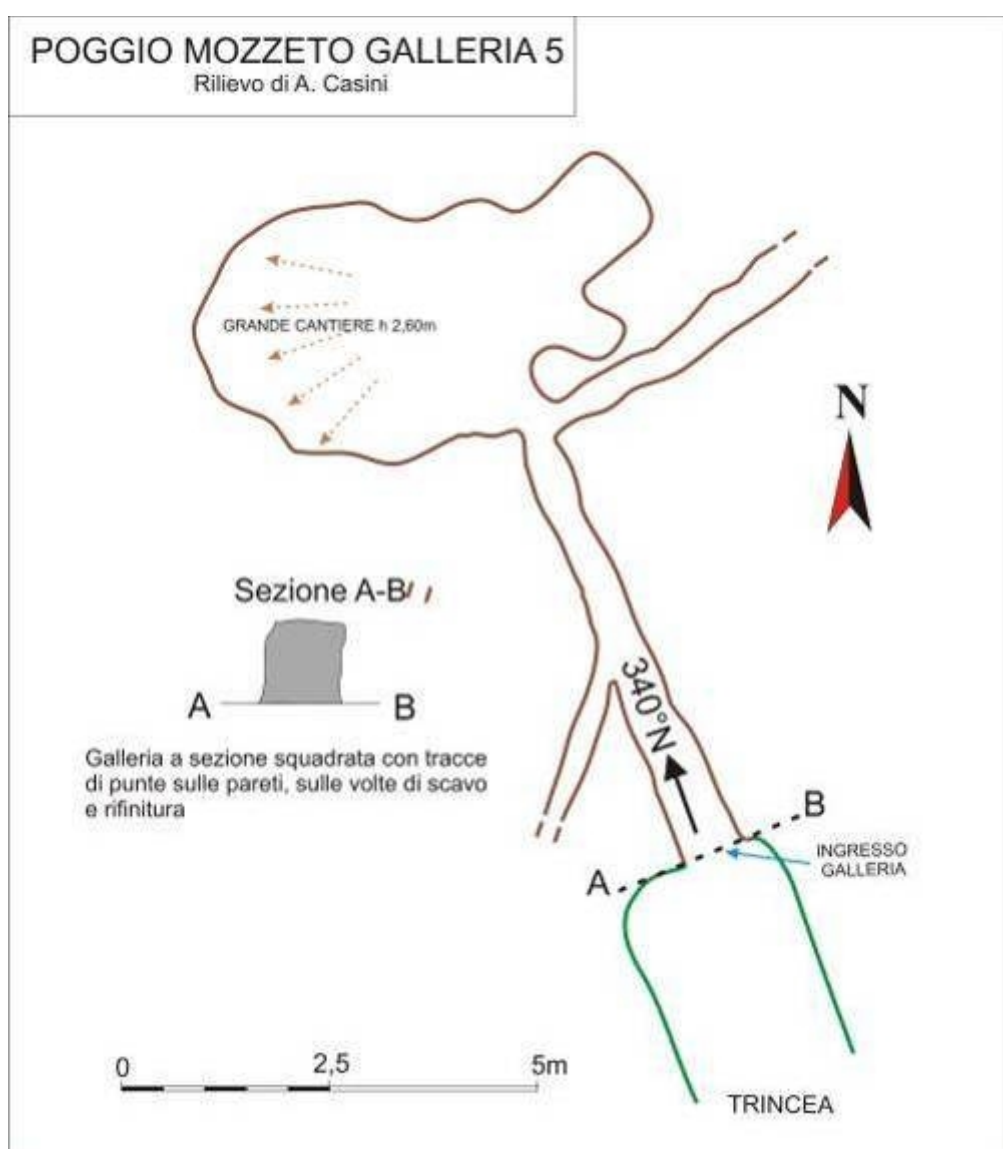 POGGIO MOZZETO GALLERIA 5
Rilievo di A. Casini
GRANDE CANTIERE h 2,60m
N
Sezione A-B
A B
Galleria a sezione squadrata con tracce
di punte sulle pareti, sulle volte di scavo
e rifinitura
340°N
B
INGRESSO
GALLERIA
A
0 2,5 5m
TRINCEA